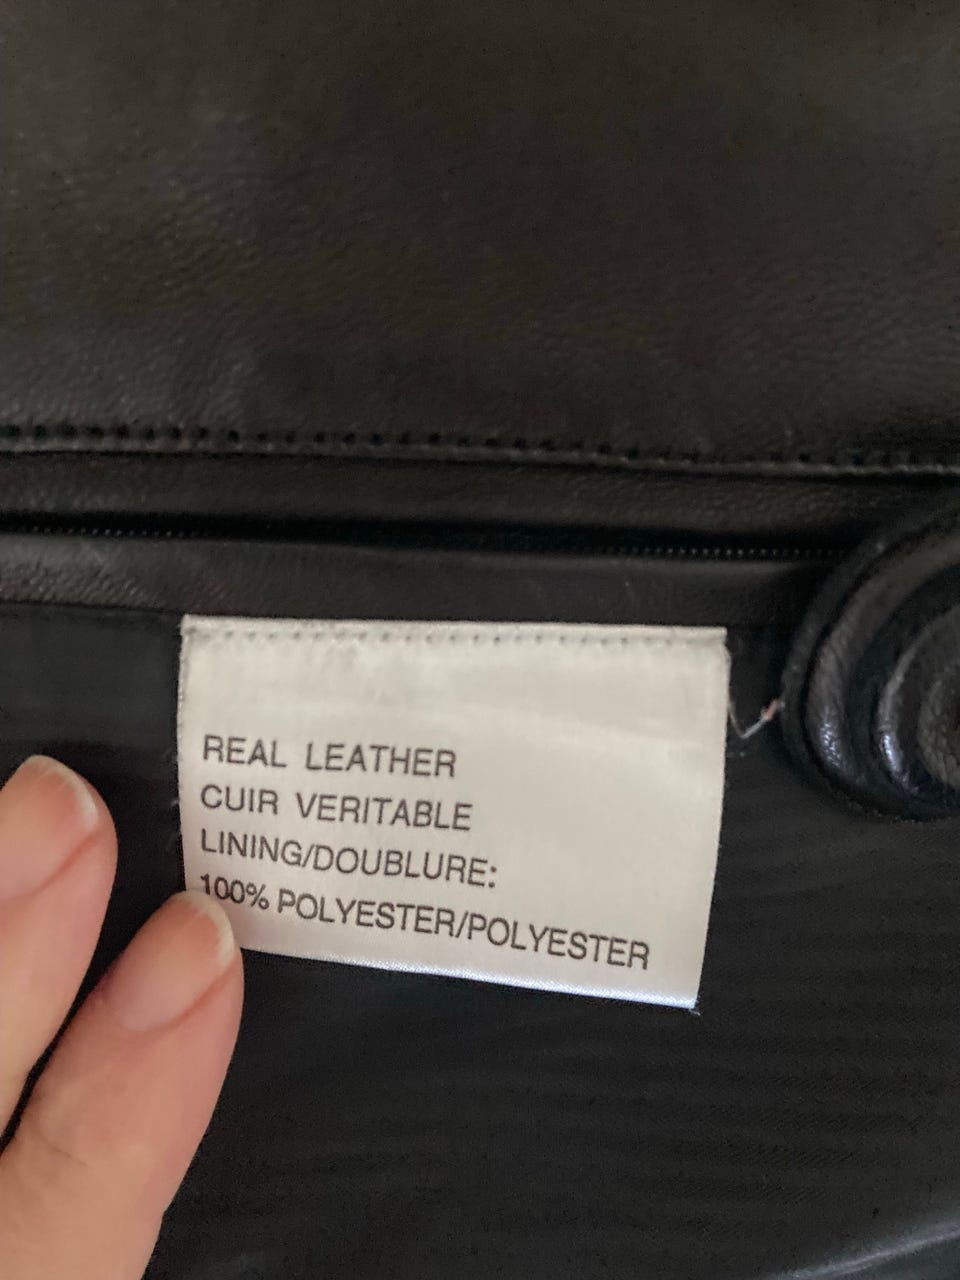 REAL LEATHER
CUIR VERITABLE
LINING/DOUBLURE:
100% POLYESTER/POLYESTER